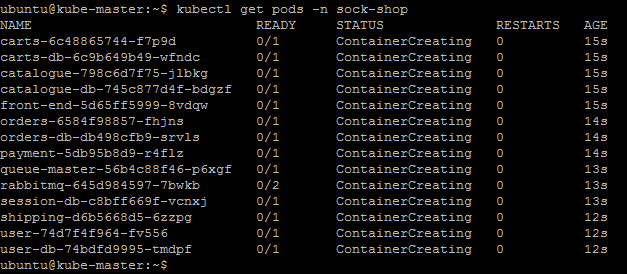 ubuntu@kube-master:~$ kubectl get pods -n sock-shop
NAME READY STATUS RESTARTS AGE
carts-6c48865744-f7p9d 0/1 ContainerCreating 0 15s
carts-db-6c9b649b49-wfndc 0/1 ContainerCreating 0 15s
catalogue-798c6d7f75-jlbkg 0/1 ContainerCreating 0 15s
catalogue-db-745c877d4f-bdgzf 0/1 ContainerCreating 0 15s
front-end-5d65ff5999-8vdqw 0/1 ContainerCreating 0 15s
orders-6584f98857-fhjns 0/1 ContainerCreating 0 14s
orders-db-db498cfb9-srvls 0/1 ContainerCreating 0 14s
payment-5db95b8d9-r4flz 0/1 ContainerCreating 0 14s
queue-master-56b4c88f46-p6xgf 0/1 ContainerCreating 0 13s
rabbitmq-645d984597-7bwkb 0/2 ContainerCreating 0 13s
session-db-c8bff669f-vcnxj 0/1 ContainerCreating 0 13s
shipping-d6b5668d5-6zzpg 0/1 ContainerCreating 0 12s
user-74d7f4f964-fv556 0/1 ContainerCreating 0 12s
user-db-74bdfd9995-tmdpf 0/1 ContainerCreating 0 12s
ubuntu@kube-master:~$